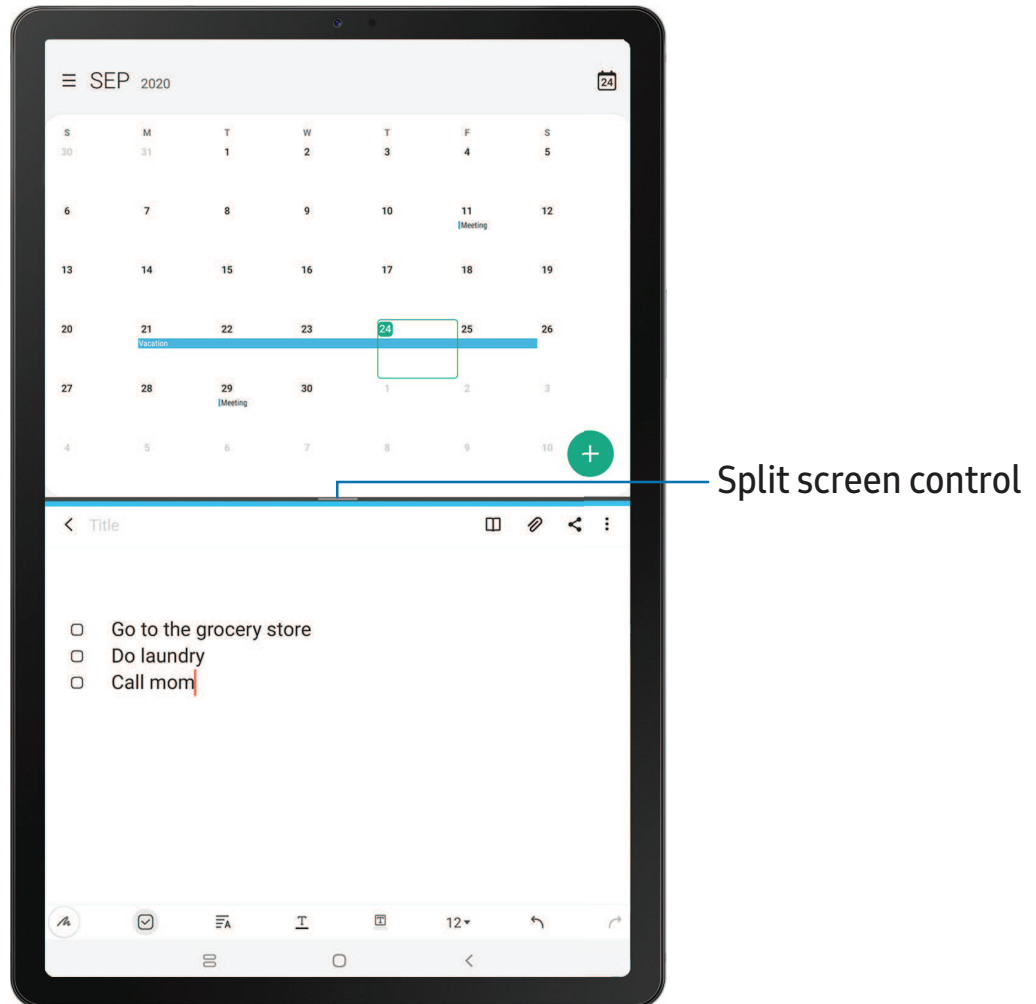 SEP 2020
24
S M T W T F S
30 31 1 2 3 4 5
6 7 8 9 10 11 12
Meeting
13 14 15 16 17 18 19
20 21 22 23 24 25 26
Vacation
27 28 29 30 1 2 3
Meeting
4 5 6 7 8 9 10
Split screen control
Title
Go to the grocery store
Do laundry
Call mom
12